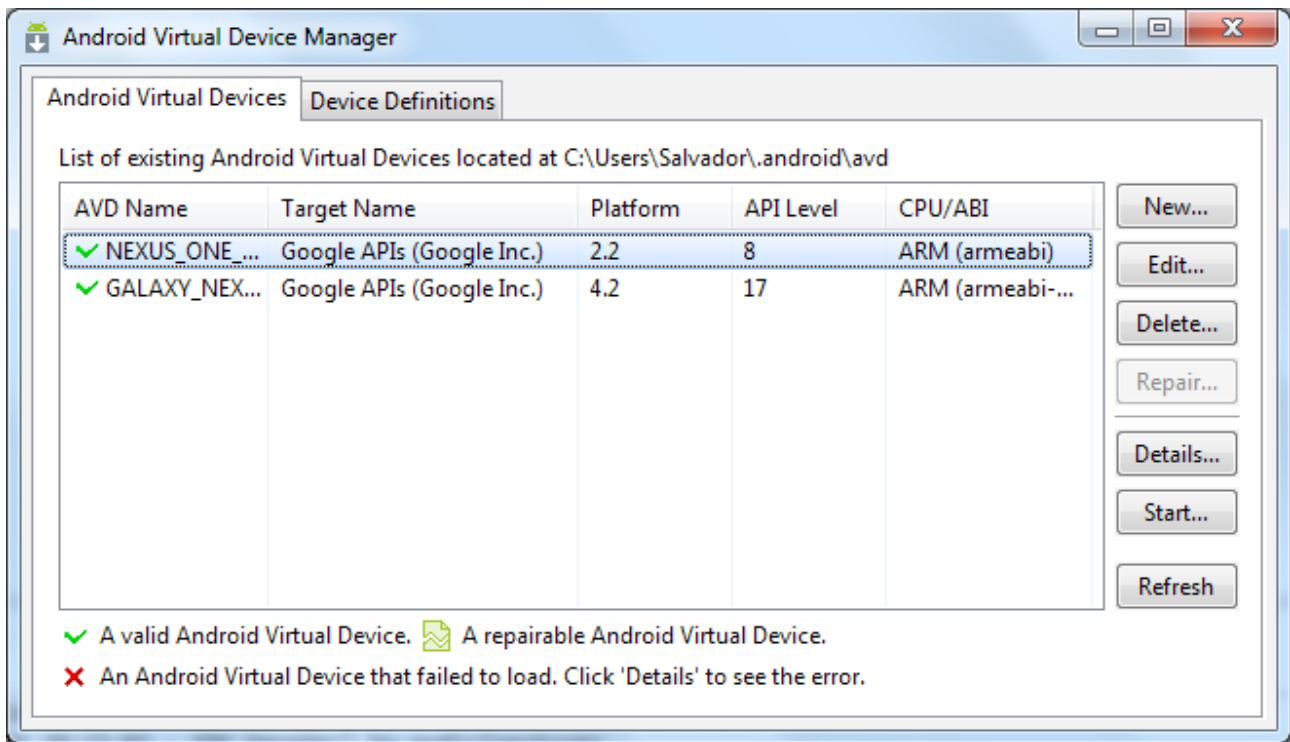 Android Virtual Device Manager
Android Virtual Devices Device Definitions
List of existing Android Virtual Devices located at C:\Users\Salvador\.android\avd
AVD Name Target Name Platform API Level CPU/ABI
NEXUS_ONE_... Google APIs (Google Inc.) 2.2 8 ARM (armeabi)
GALAXY_NEX... Google APIs (Google Inc.) 4.2 17 ARM (armeabi-...
New...
Edit...
Delete...
Repair...
Details...
Start...
Refresh
A valid Android Virtual Device. A repairable Android Virtual Device.
An Android Virtual Device that failed to load. Click 'Details' to see the error.